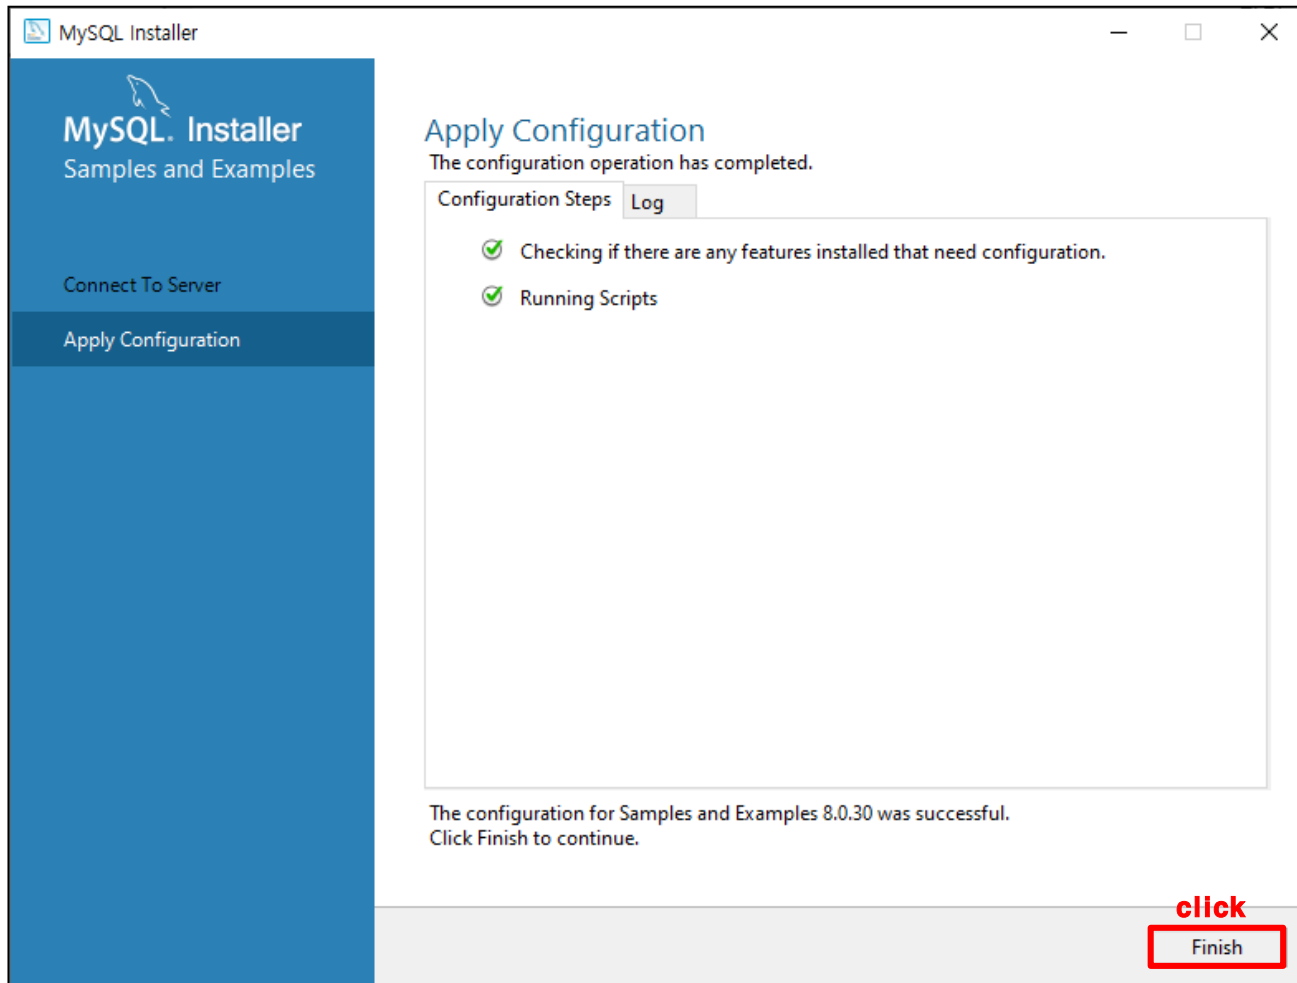 MySQL Installer
MySQL. Installer
Samples and Examples
Connect To Server
Apply Configuration
Apply Configuration
The configuration operation has completed.
Configuration Steps
Log
Checking if there are any features installed that need configuration.
Running Scripts
The configuration for Samples and Examples 8.0.30 was successful.
Click Finish to continue.
click
Finish